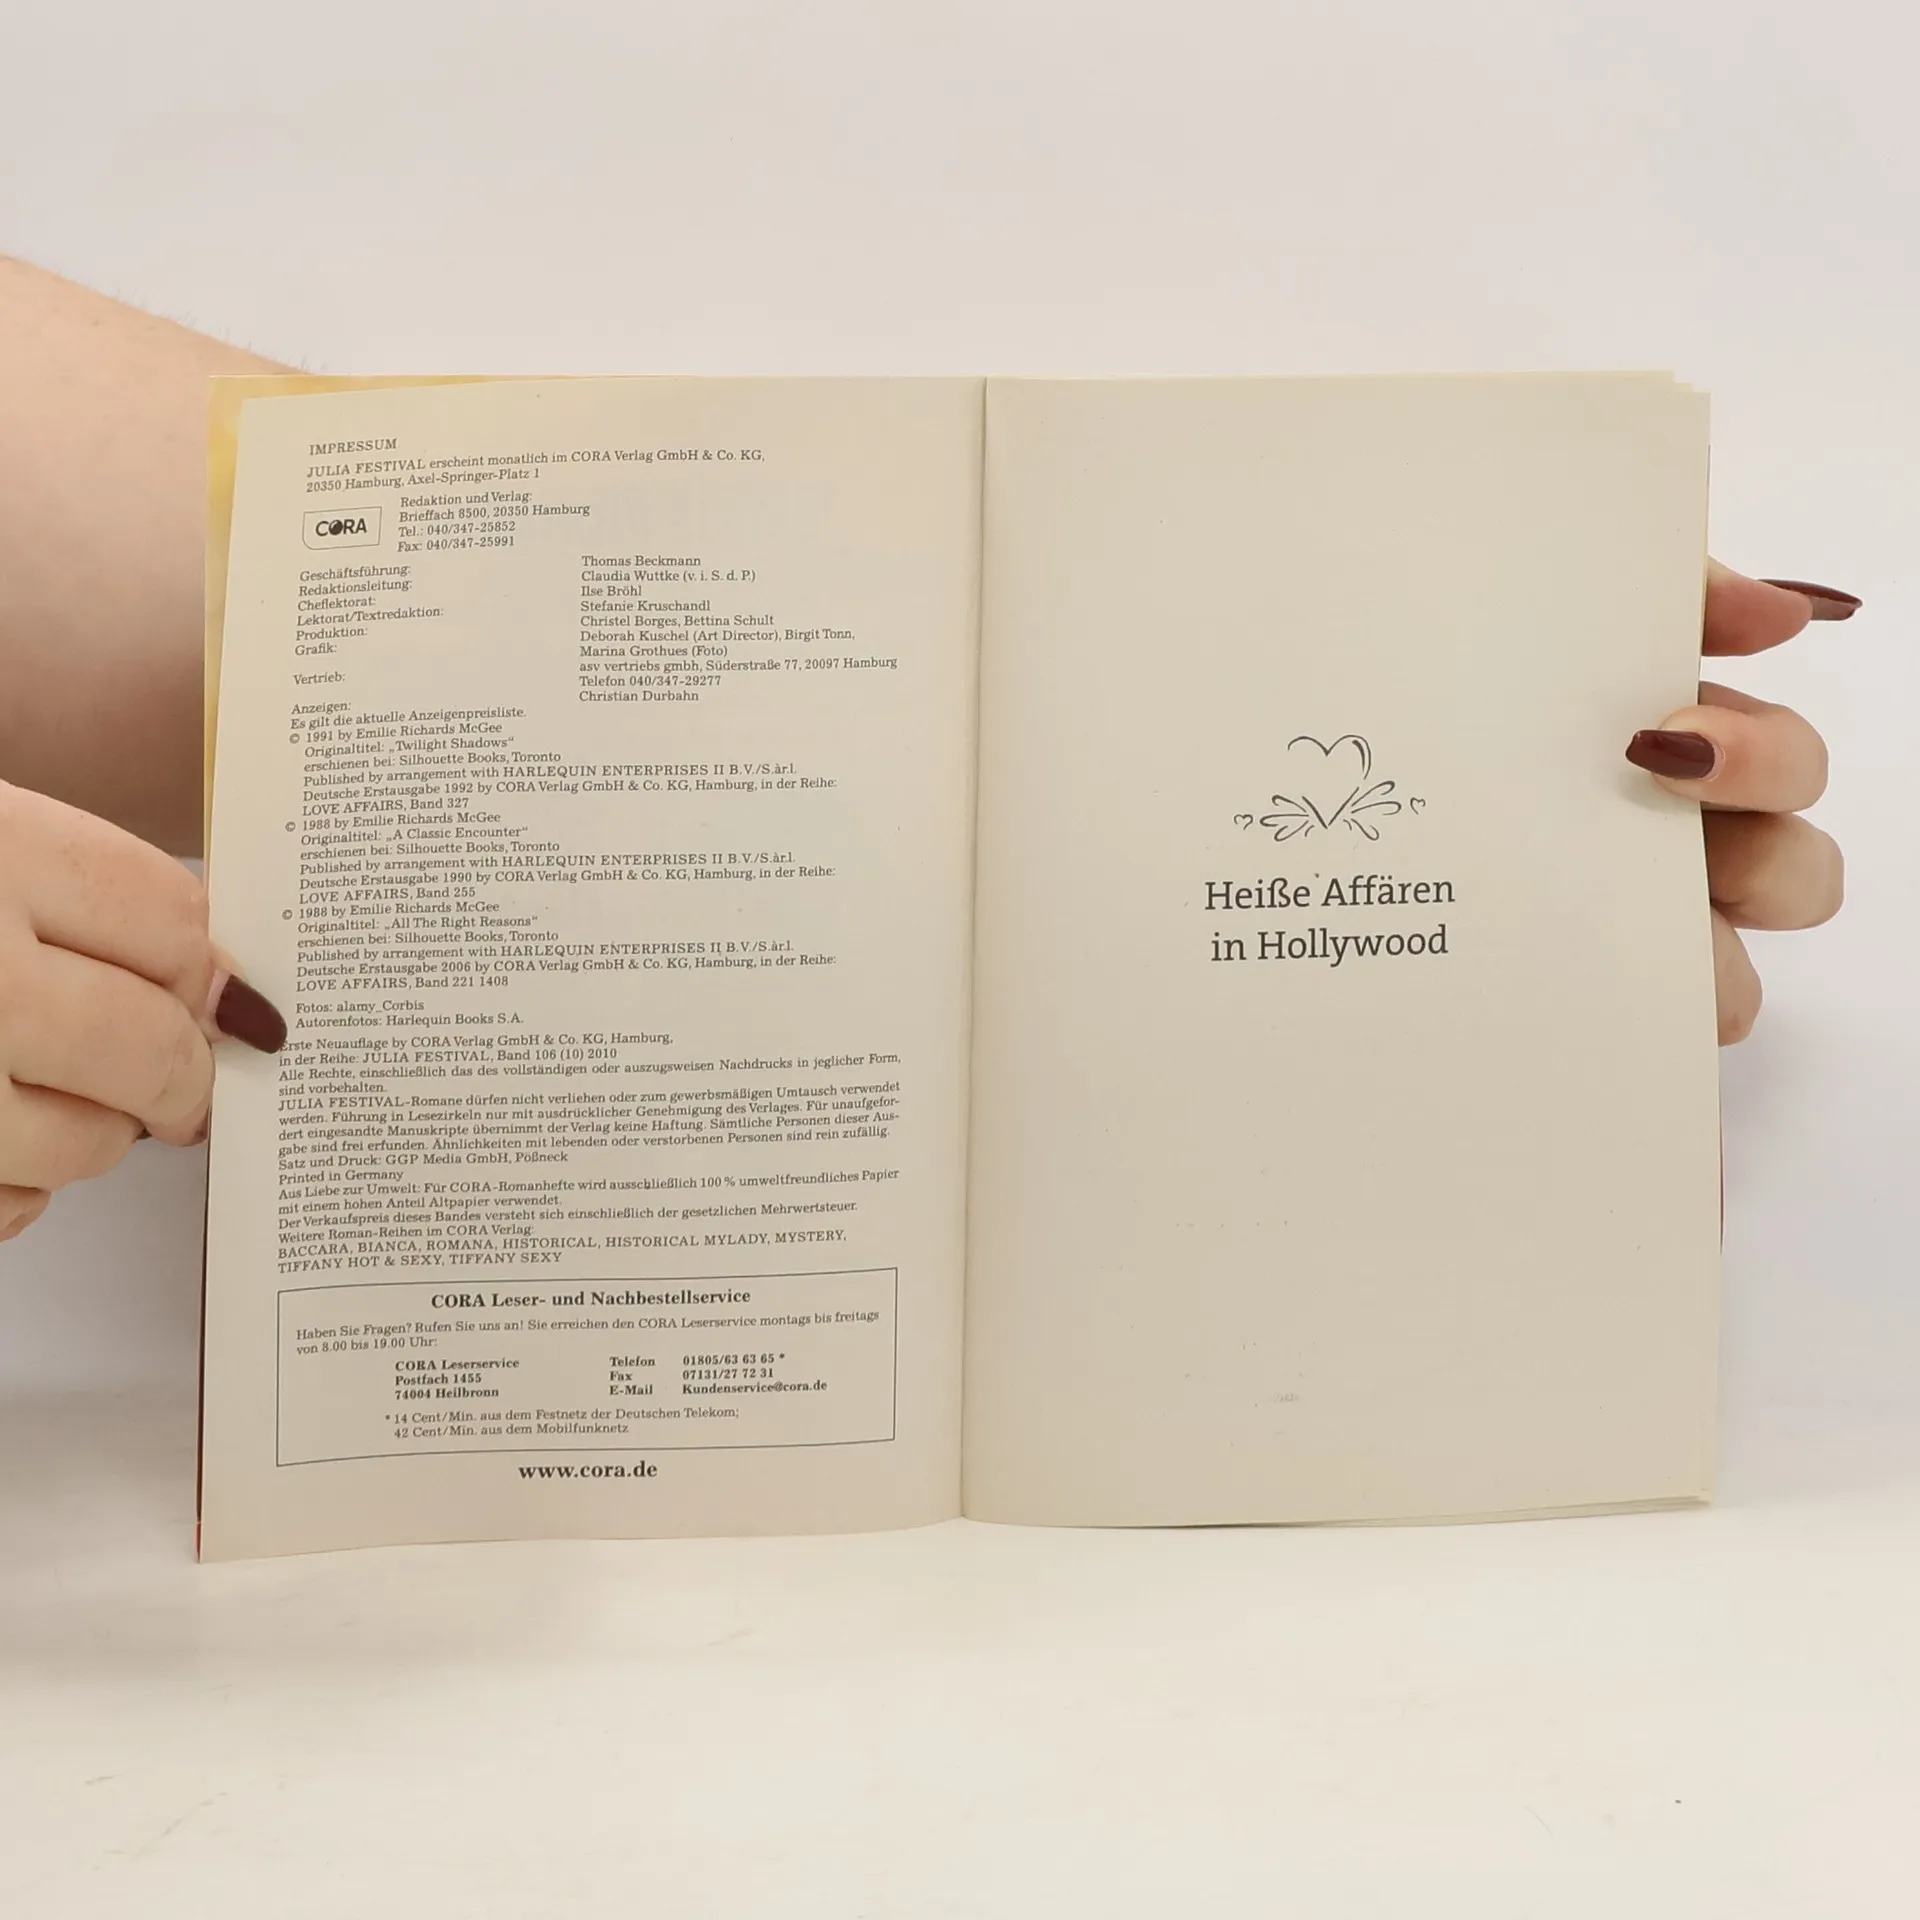 IMPRESSUM
JULIA FESTIVAL erscheint monatlich im CORA Verlag GmbH & Co. KG,
20350 Hamburg, Axel-Springer-Platz 1
CORA
Redaktion und Verlag:
Brieffach 8500, 20350 Hamburg
Tel.: 040/347-25852
Fax: 040/347-25991
Geschäftsführung:
Redaktionsleitung:
Cheflektorat:
Lektorat/Textredaktion:
Produktion:
Grafik:
Vertrieb:
Anzeigen:
Thomas Beckmann
Claudia Wuttke (v. i. S. d. P.)
Ilse Bröhl
Stefanie Kruschandl
Christel Borges, Bettina Schult
Deborah Kuschel (Art Director), Birgit Tonn,
Marina Grothues (Foto)
asv vertriebs gmbh, Süderstraße 77, 20097 Hamburg
Telefon 040/347-29277
Christian Durbahn
Es gilt die aktuelle Anzeigenpreisliste.
© 1991 by Emilie Richards McGee
Originaltitel: „Twilight Shadows“
erschienen bei: Silhouette Books, Toronto
Published by arrangement with HARLEQUIN ENTERPRISES II B.V./S.àr.l.
Deutsche Erstausgabe 1992 by CORA Verlag GmbH & Co. KG, Hamburg, in der Reihe:
LOVE AFFAIRS, Band 327
© 1988 by Emilie Richards McGee
Originaltitel: „A Classic Encounter“
erschienen bei: Silhouette Books, Toronto
Published by arrangement with HARLEQUIN ENTERPRISES II B.V./S.àr.l.
Deutsche Erstausgabe 1990 by CORA Verlag GmbH & Co. KG, Hamburg, in der Reihe:
LOVE AFFAIRS, Band 255
© 1988 by Emilie Richards McGee
Originaltitel: „All The Right Reasons“
erschienen bei: Silhouette Books, Toronto
Published by arrangement with HARLEQUIN ENTERPRISES II B.V./S.àr.l.
Deutsche Erstausgabe 2006 by CORA Verlag GmbH & Co. KG, Hamburg, in der Reihe:
LOVE AFFAIRS, Band 221 1408
Fotos: alamy_Corbis
Autorenfotos: Harlequin Books S.A.
Erste Neuauflage by CORA Verlag GmbH & Co. KG, Hamburg,
in der Reihe: JULIA FESTIVAL, Band 106 (10) 2010
Alle Rechte, einschließlich das des vollständigen oder auszugsweisen Nachdrucks in jeglicher Form,
sind vorbehalten.
JULIA FESTIVAL-Romane dürfen nicht verliehen oder zum gewerbsmäßigen Umtausch verwendet
werden. Führung in Lesezirkeln nur mit ausdrücklicher Genehmigung des Verlages. Für unaufgefor-
dert eingesandte Manuskripte übernimmt der Verlag keine Haftung. Sämtliche Personen dieser Aus-
gabe sind frei erfunden. Ähnlichkeiten mit lebenden oder verstorbenen Personen sind rein zufällig.
Satz und Druck: GGP Media GmbH, Pößneck
Printed in Germany
Aus Liebe zur Umwelt: Für CORA-Romanhefte wird ausschließlich 100 % umweltfreundliches Papier
mit einem hohen Anteil Altpapier verwendet.
Der Verkaufspreis dieses Bandes versteht sich einschließlich der gesetzlichen Mehrwertsteuer.
Weitere Roman-Reihen im CORA Verlag:
BACCARA, BIANCA, ROMANA, HISTORICAL, HISTORICAL MYLADY, MYSTERY,
TIFFANY HOT & SEXY, TIFFANY SEXY
CORA Leser- und Nachbestellservice
Haben Sie Fragen? Rufen Sie uns an! Sie erreichen den CORA Leserservice montags bis freitags
von 8.00 bis 19.00 Uhr:
CORA Leserservice Telefon 01805/63 63 65 *
Postfach 1455 Fax 07131/27 72 31
74004 Heilbronn E-Mail Kundenservice@cora.de
* 14 Cent/Min. aus dem Festnetz der Deutschen Telekom;
42 Cent/Min. aus dem Mobilfunknetz
www.cora.de
Heiße Affären
in Hollywood